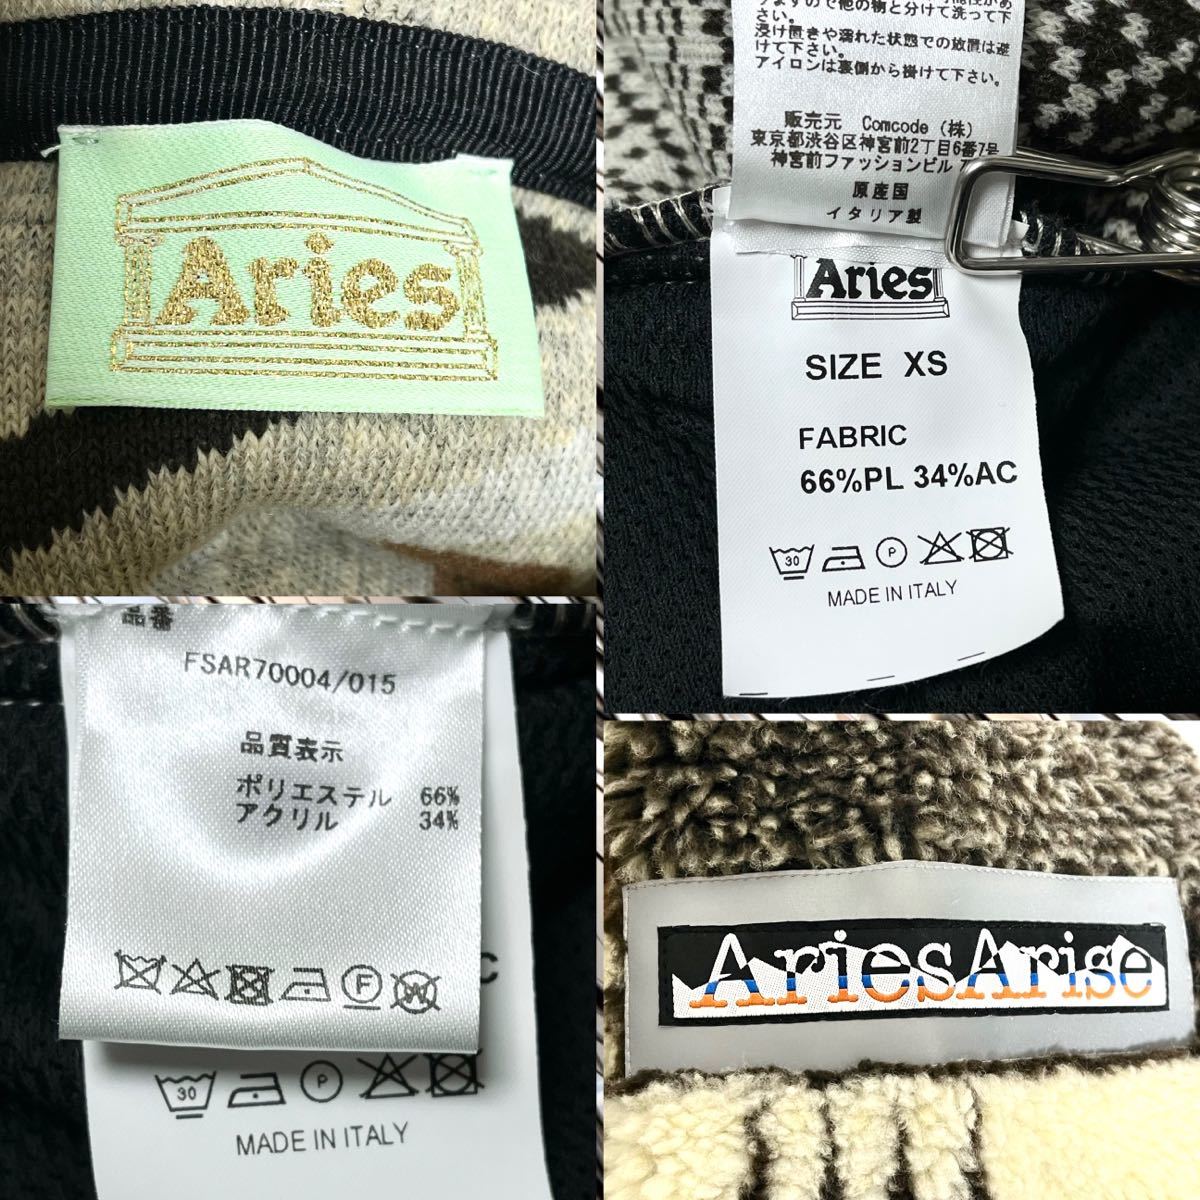 Aries
ますので他の物と分けて洗って下
さい。
浸け置きや濡れた状態での放置は避
けて下さい。
アイロンは裏側から掛けて下さい。
販売元 Comcode (株)
東京都渋谷区神宮前2丁目6番7号
神宮前ファッションビル
原産国
イタリア製
Aries
SIZE XS
FABRIC
66%PL 34%AC
30 P
MADE IN ITALY
品番
FSAR70004/015
品質表示
ポリエステル 66%
アクリル 34%
F W
C
30 P
MADE IN ITALY
AriesArise